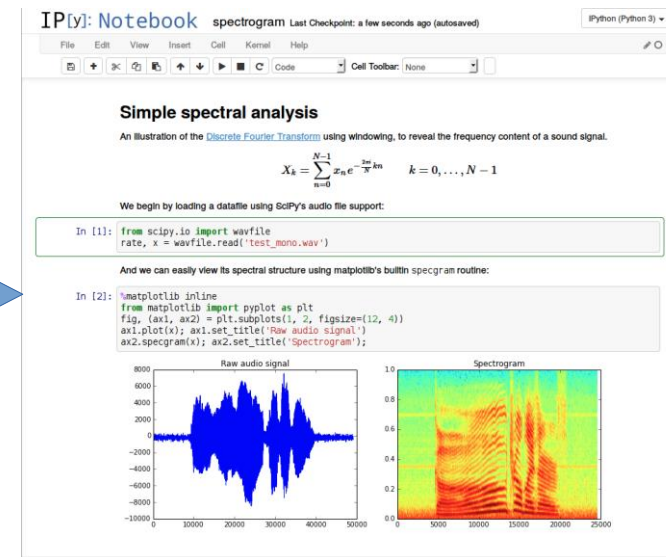 IP[y]: Notebook spectrogram Last Checkpoint: a few seconds ago (autosaved) IPython (Python 3)
File Edit View Insert Cell Kernel Help
Code Cell Toolbar: None
Simple spectral analysis
An illustration of the Discrete Fourier Transform using windowing, to reveal the frequency content of a sound signal.
X_k = ∑_{n=0}^{N-1} x_n e^{-\frac{2πi}{N}kn} k = 0, . . . , N − 1
We begin by loading a datafile using SciPy's audio file support:
In [1]: from scipy.io import wavfile
rate, x = wavfile.read('test_mono.wav')
And we can easily view its spectral structure using matplotlib's builtin specgram routine:
In [2]: %matplotlib inline
from matplotlib import pyplot as plt
fig, (ax1, ax2) = plt.subplots(1, 2, figsize=(12, 4))
ax1.plot(x); ax1.set_title('Raw audio signal')
ax2.specgram(x); ax2.set_title('Spectrogram');
Raw audio signal
8000
6000
4000
2000
0
−2000
−4000
−6000
−8000
−10000
0 10000 20000 30000 40000 50000
Spectrogram
1.0
0.8
0.6
0.4
0.2
0.0
0 5000 10000 15000 20000 25000